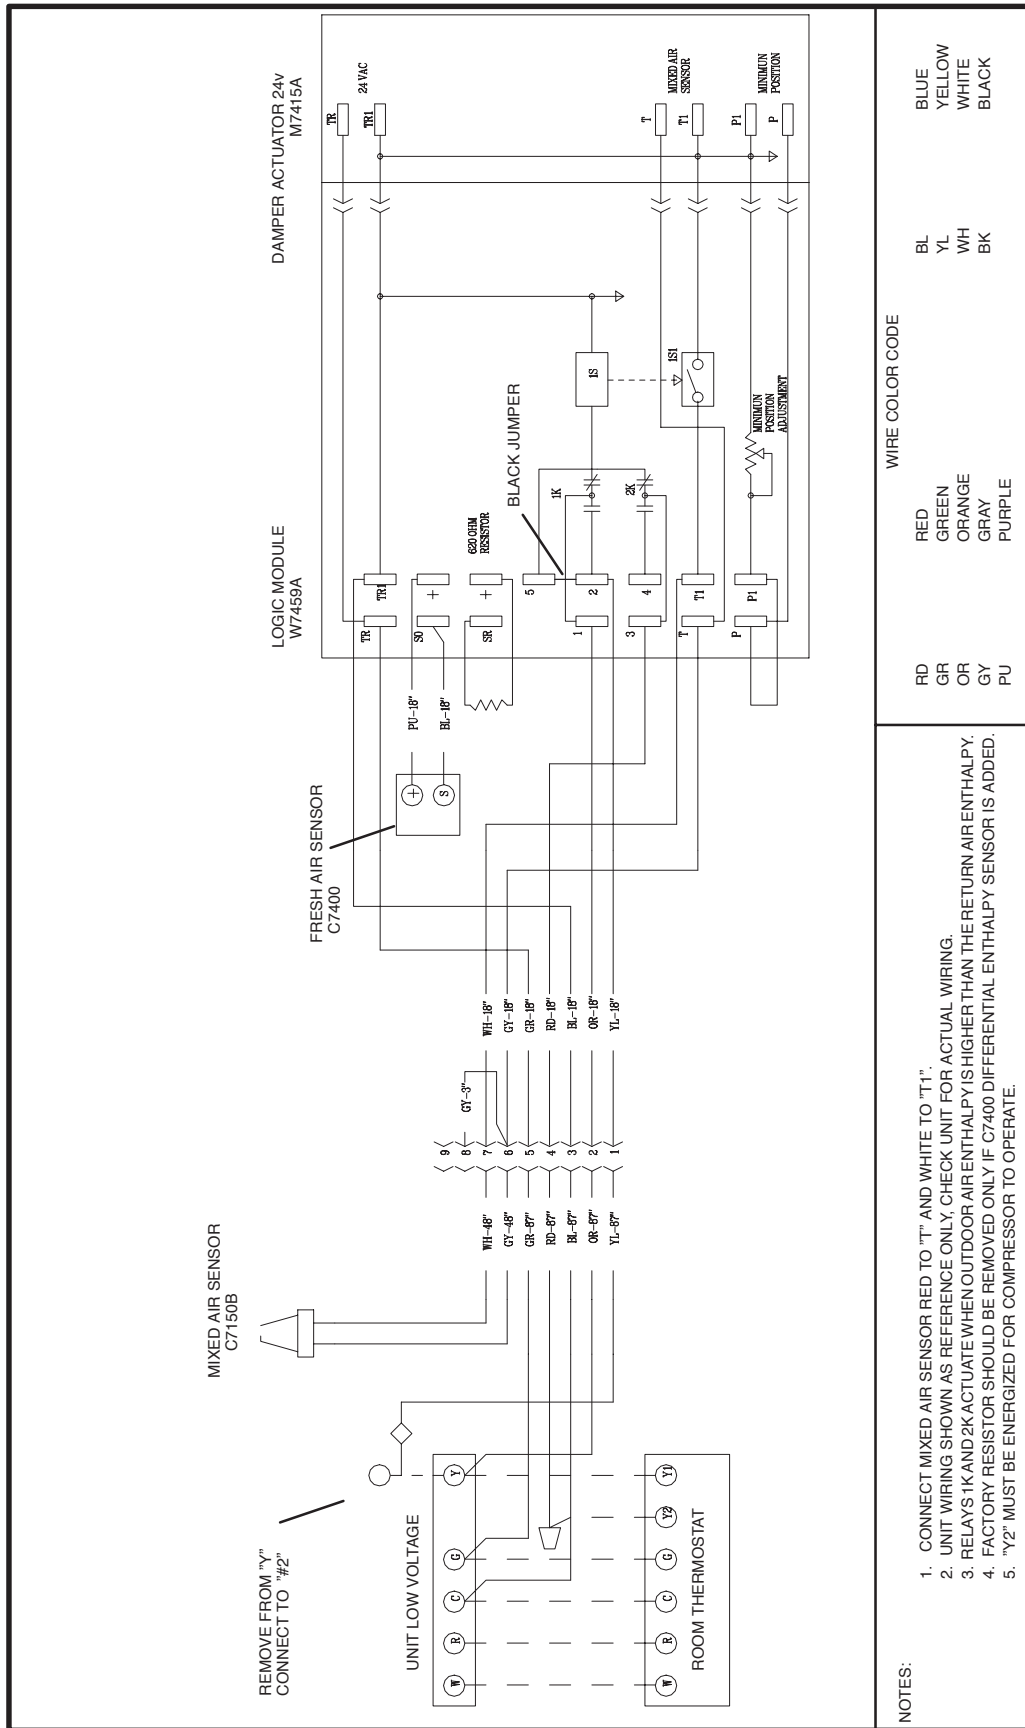 DAMPER ACTUATOR 24v
M7415A
TR
TR1
24 VAC
T
T1
MIXED AIR
SENSOR
P1
P
MINIMUN
POSITION
LOGIC MODULE
W7459A
TR
TR1
SO
+
SR
+
620 OHM
RESISTOR
BLACK JUMPER
5
1
2
3
4
1K
2K
1S
1S1
T
T1
P
P1
MINIMUN
POSITION
ADJUSTMENT
FRESH AIR SENSOR
C7400
+
S
PU-18"
BL-18"
WH-18"
GY-18"
GR-18"
RD-18"
BL-18"
OR-18"
YL-18"
GY-3"
9
8
7
6
5
4
3
2
1
WH-48"
GY-48"
GR-87"
RD-87"
BL-87"
OR-87"
YL-87"
MIXED AIR SENSOR
C7150B
REMOVE FROM "Y"
CONNECT TO "#2"
UNIT LOW VOLTAGE
W
R
C
G
Y
ROOM THERMOSTAT
W
R
C
G
Y2
Y1
NOTES:
1. CONNECT MIXED AIR SENSOR RED TO "T" AND WHITE TO "T1".
2. UNIT WIRING SHOWN AS REFERENCE ONLY, CHECK UNIT FOR ACTUAL WIRING.
3. RELAYS 1K AND 2K ACTUATE WHEN OUTDOOR AIR ENTHALPY IS HIGHER THAN THE RETURN AIR ENTHALPY.
4. FACTORY RESISTOR SHOULD BE REMOVED ONLY IF C7400 DIFFERENTIAL ENTHALPY SENSOR IS ADDED.
5. "Y2" MUST BE ENERGIZED FOR COMPRESSOR TO OPERATE.
WIRE COLOR CODE
RD RED BL BLUE
GR GREEN YL YELLOW
OR ORANGE WH WHITE
GY GRAY BK BLACK
PU PURPLE